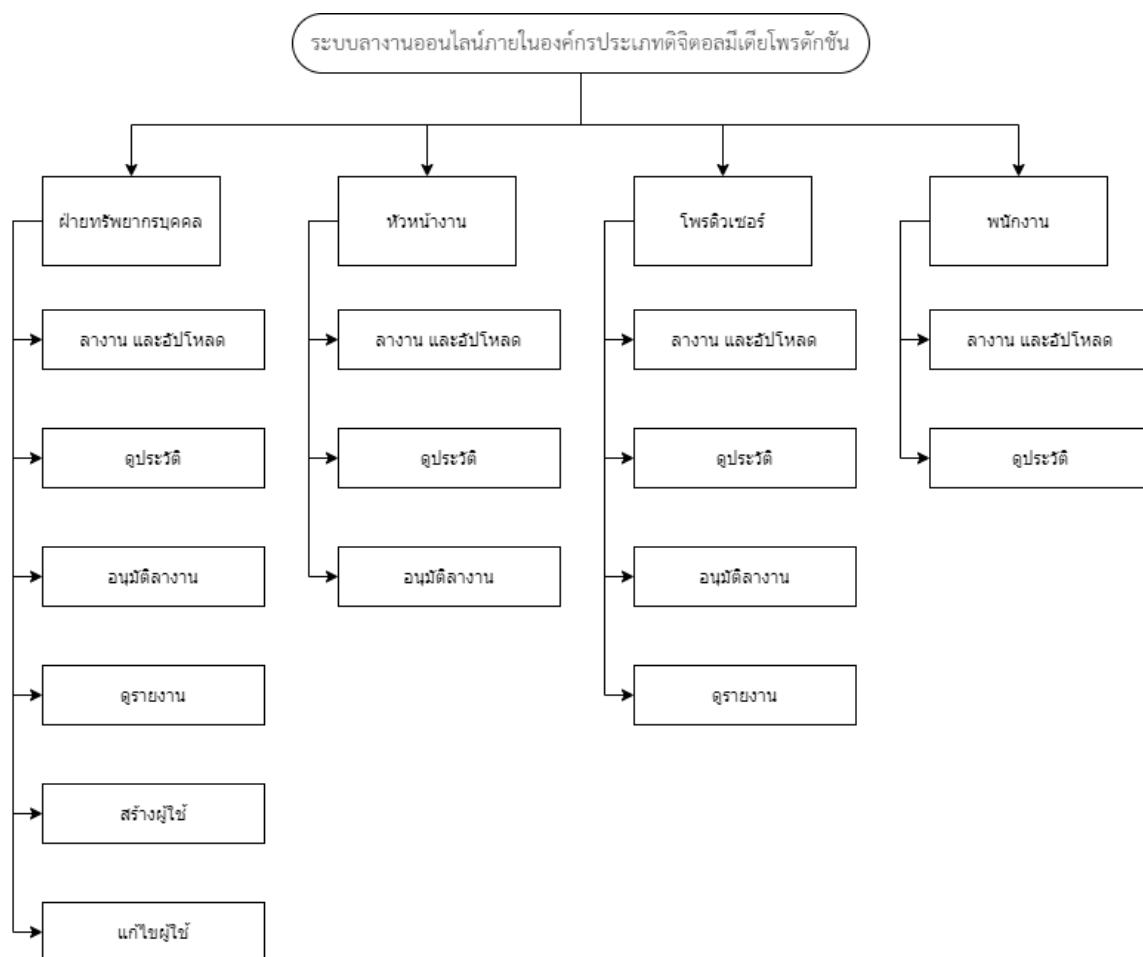 ระบบลางานออนไลน์ภายในองค์กรประเภทดิจิตอลมีเดียโพรดักชัน
ฝ่ายทรัพยากรบุคคล
หัวหน้างาน
โพรดิวเซอร์
พนักงาน
ลางาน และอัปโหลด
ลางาน และอัปโหลด
ลางาน และอัปโหลด
ลางาน และอัปโหลด
ดูประวัติ
ดูประวัติ
ดูประวัติ
ดูประวัติ
อนุมัติลางาน
อนุมัติลางาน
อนุมัติลางาน
ดูรายงาน
ดูรายงาน
สร้างผู้ใช้
แก้ไขผู้ใช้